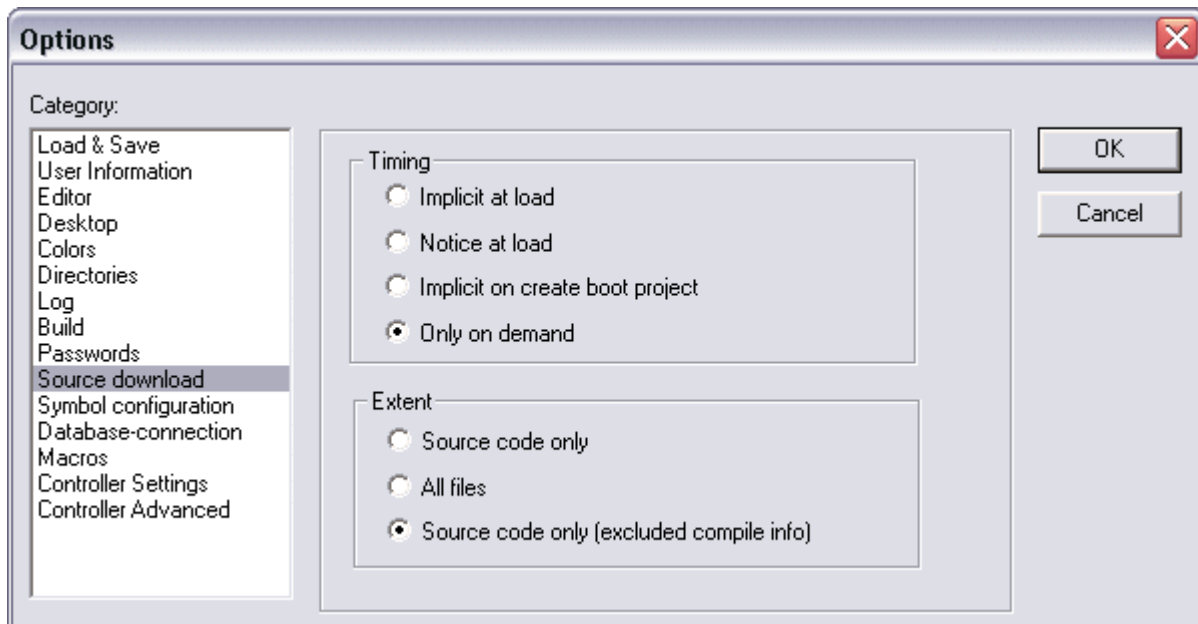 Options
Category:
Load & Save
User Information
Editor
Desktop
Colors
Directories
Log
Build
Passwords
Source download
Symbol configuration
Database-connection
Macros
Controller Settings
Controller Advanced
Timing
Implicit at load
Notice at load
Implicit on create boot project
Only on demand
Extent
Source code only
All files
Source code only (excluded compile info)
OK
Cancel